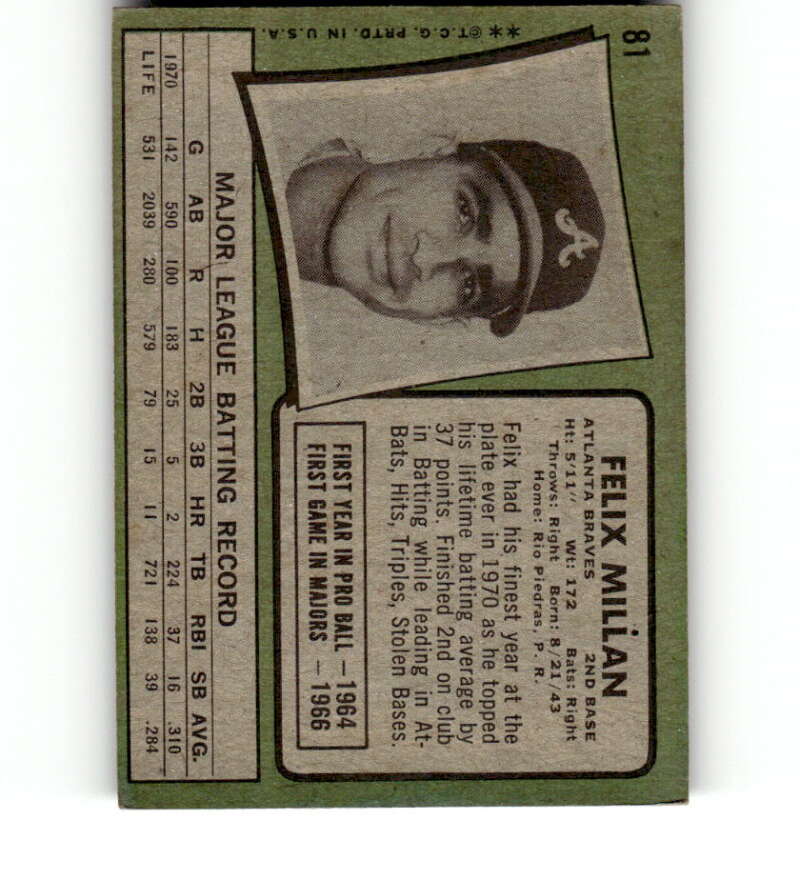 81
**©T.C.G. PRTD. IN U.S.A.
A
FELIX MILLAN
ATLANTA BRAVES 2ND BASE
Ht: 5'11" Wt: 172 Bats: Right
Throws: Right Born: 8/21/43
Home: Rio Piedras, P. R.
Felix had his finest year at the
plate ever in 1970 as he topped
his lifetime batting average by
37 points. Finished 2nd on club
in Batting while leading in At-
Bats, Hits, Triples, Stolen Bases.
FIRST YEAR IN PRO BALL — 1964
FIRST GAME IN MAJORS — 1966
MAJOR LEAGUE BATTING RECORD
G AB R H 2B 3B HR TB RBI SB AVG.
1970 142 590 100 183 25 5 2 224 37 16 .310
LIFE 531 2039 280 579 79 15 11 721 138 39 .284